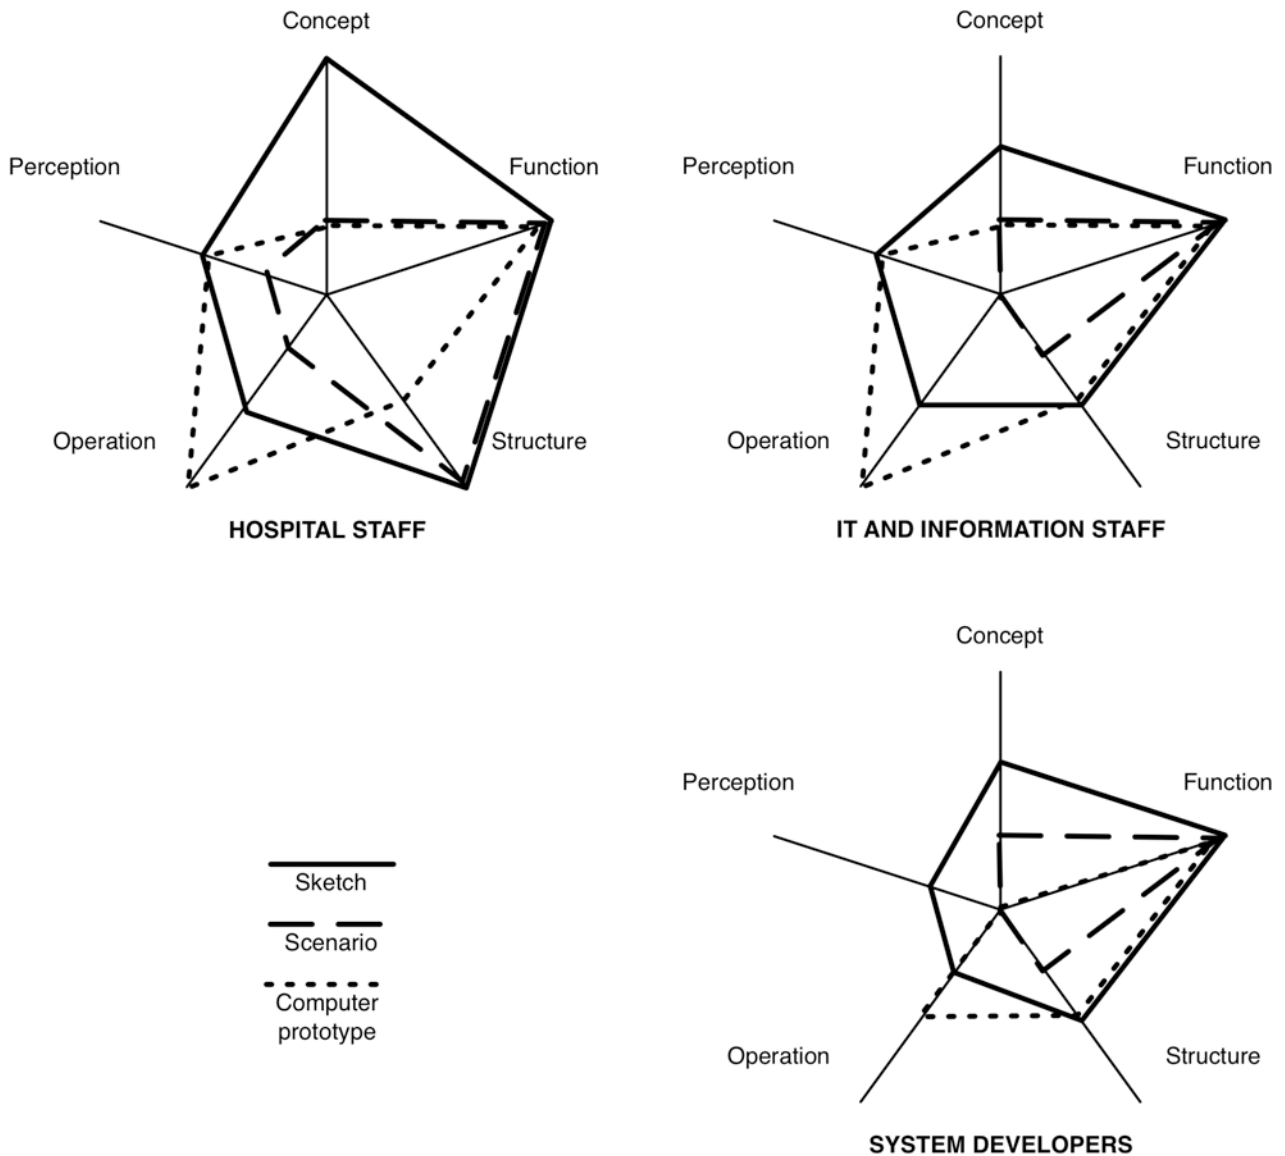 Concept
Perception
Function
Operation
Structure
HOSPITAL STAFF
Concept
Perception
Function
Operation
Structure
IT AND INFORMATION STAFF
Sketch
Scenario
Computer
prototype
Concept
Perception
Function
Operation
Structure
SYSTEM DEVELOPERS